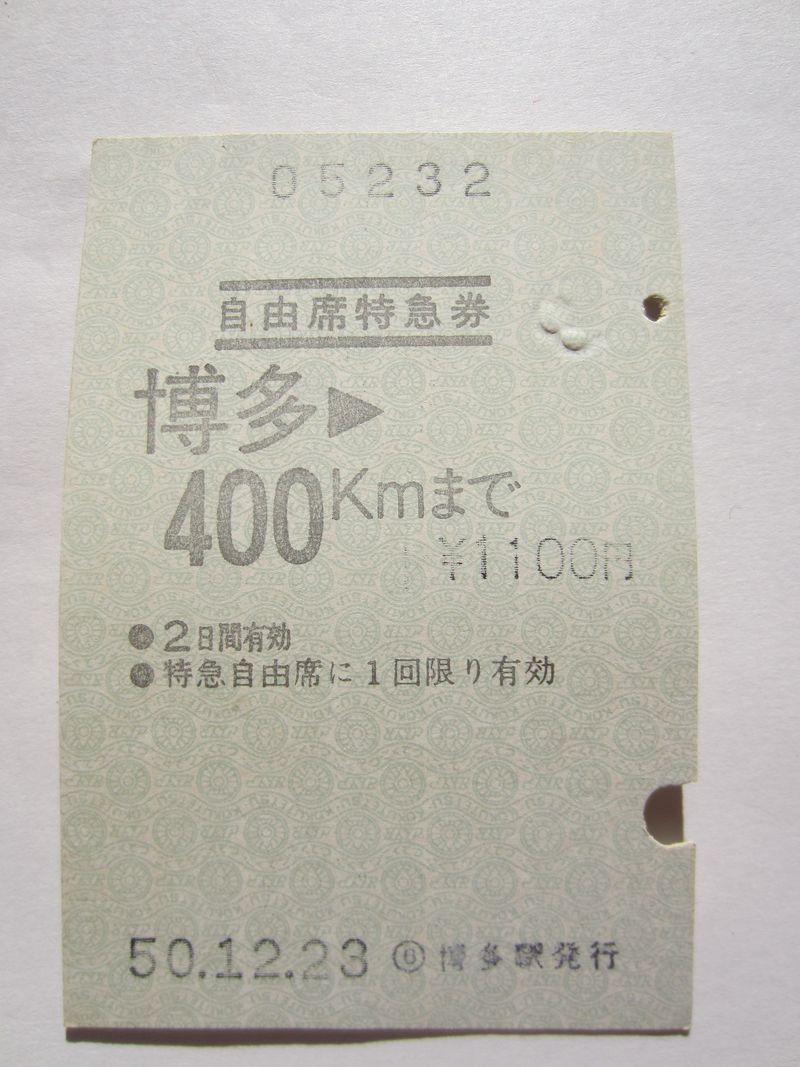 05232
自由席特急券
博多▶
400Kmまで
¥1100円
●2日間有効
●特急自由席に1回限り有効
50.12.23 ⑥ 博多駅発行